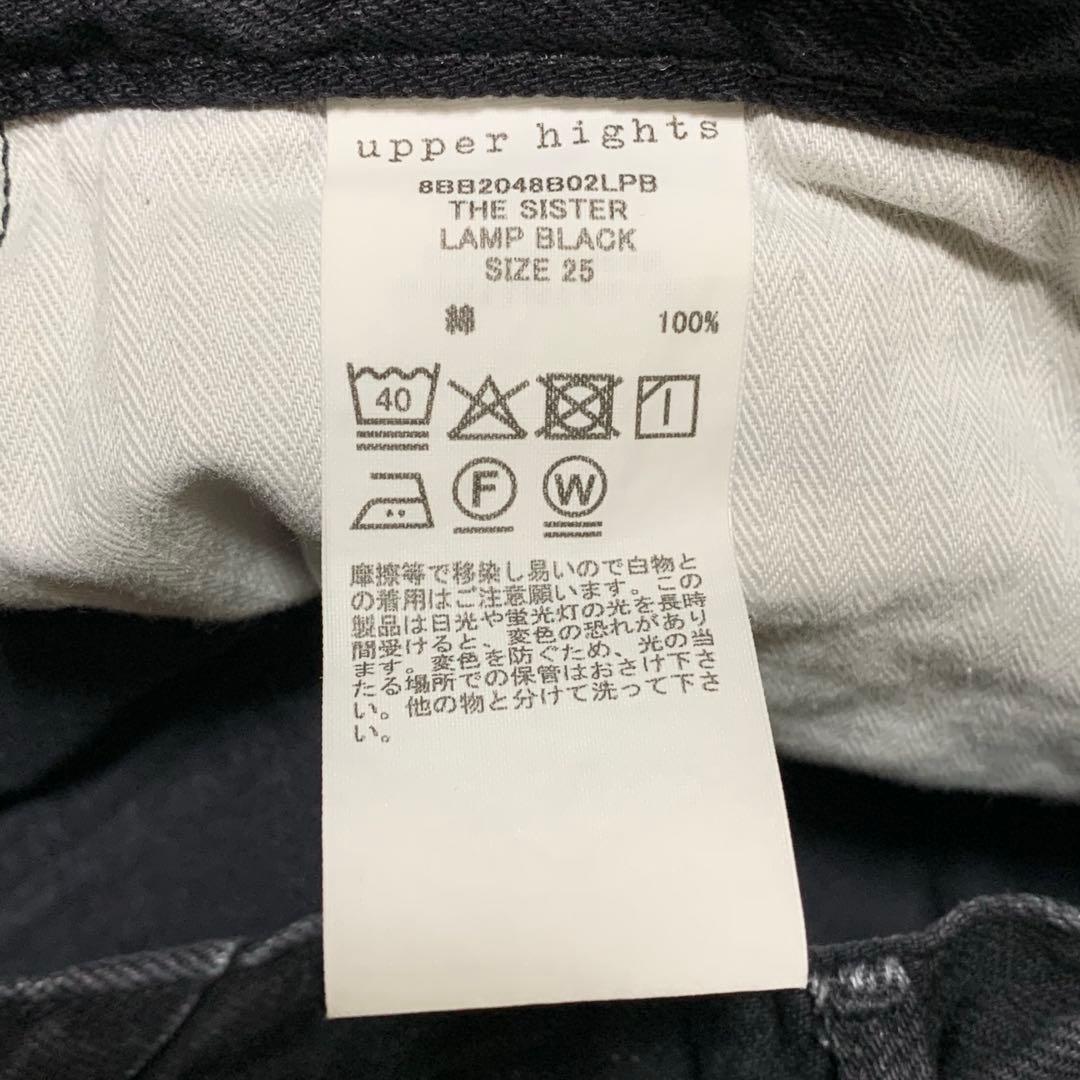 upper hights
8BB2048B02LPB
THE SISTER
LAMP BLACK
SIZE 25
綿 100%
40
F W
摩擦等で移染し易いので白物と
の着用はご注意願います。この
製品は日光や蛍光灯の光を長時
間受けると、変色の恐れがあり
ます。変色を防ぐため、光の当
たる場所での保管はおさけ下さ
い。他の物と分けて洗って下さ
い。